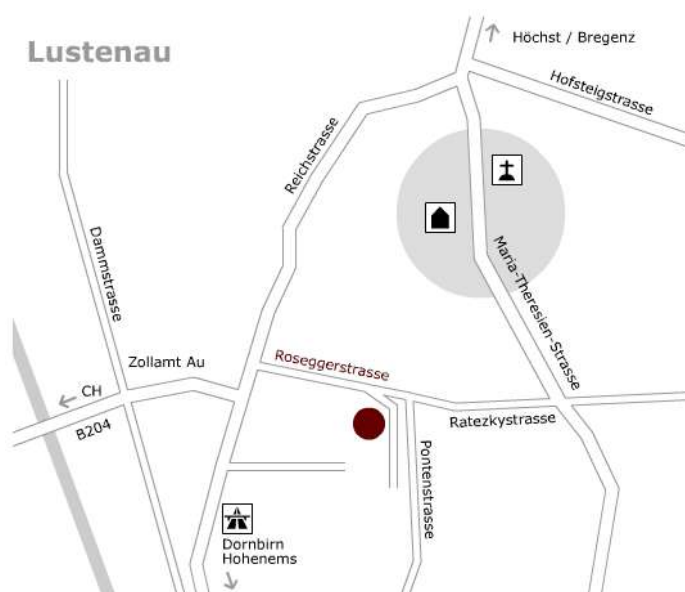 Lustenau
Höchst / Bregenz
Hofsteigstrasse
Reichstrasse
Dammstrasse
Maria-Theresien-Strasse
Zollamt Au
Roseggerstrasse
CH
B204
Ratezkystrasse
Pontenstrasse
Dornbirn
Hohenems